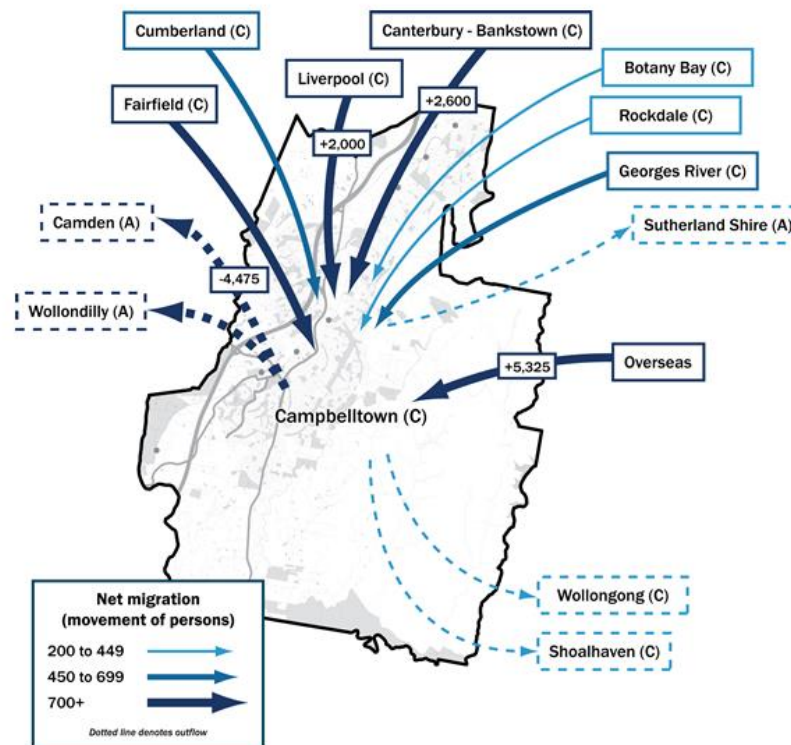 Cumberland (C)
Canterbury - Bankstown (C)
Liverpool (C)
Botany Bay (C)
Fairfield (C)
+2,600
Rockdale (C)
+2,000
Georges River (C)
Camden (A)
Sutherland Shire (A)
-4,475
Wollondilly (A)
+5,325
Overseas
Campbelltown (C)
Wollongong (C)
Shoalhaven (C)
Net migration
(movement of persons)
200 to 449
450 to 699
700+
Dotted line denotes outflow